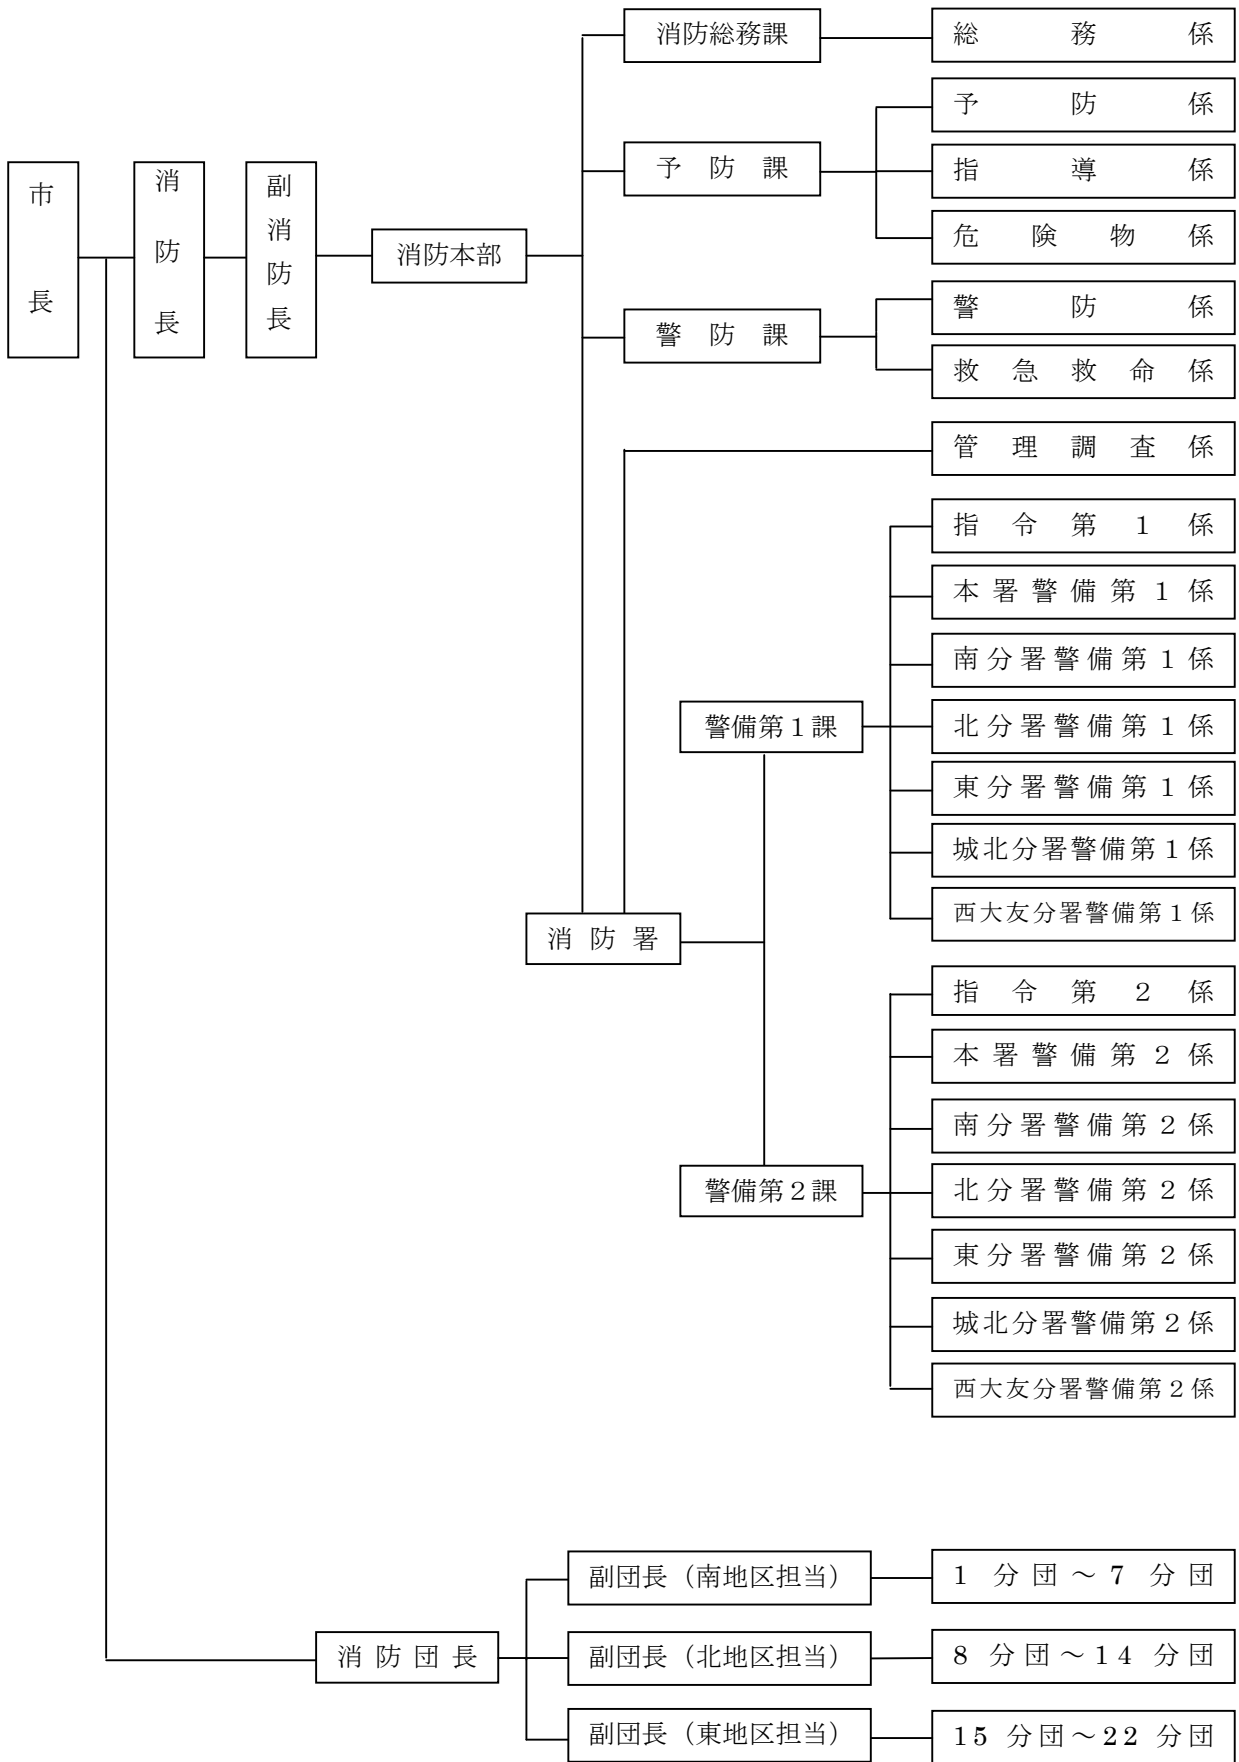 消防総務課
総務係
予防係
予防課
指導係
危険物係
市長
消防長
副消防長
消防本部
警防係
警防課
救急救命係
管理調査係
指令第1係
本署警備第1係
南分署警備第1係
警備第1課
北分署警備第1係
東分署警備第1係
城北分署警備第1係
西大友分署警備第1係
消防署
指令第2係
本署警備第2係
南分署警備第2係
警備第2課
北分署警備第2係
東分署警備第2係
城北分署警備第2係
西大友分署警備第2係
副団長（南地区担当）
1分団～7分団
消防団長
副団長（北地区担当）
8分団～14分団
副団長（東地区担当）
15分団～22分団